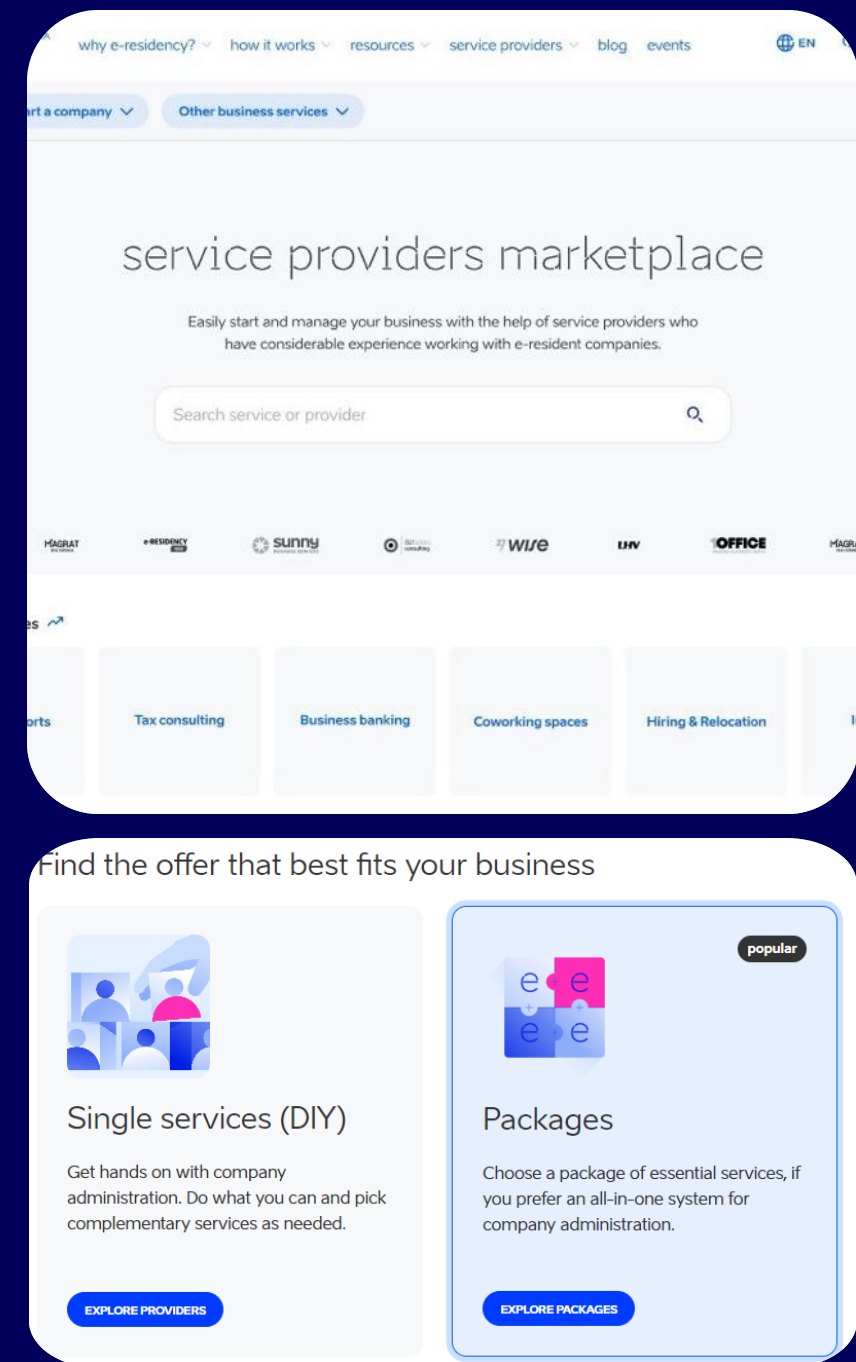 why e-residency? how it works resources service providers blog events EN
rt a company Other business services
service providers marketplace
Easily start and manage your business with the help of service providers who
have considerable experience working with e-resident companies.
Search service or provider
MAGRAT e-RESIDENCY sunny consulting WISE LHV 1OFFICE MAGRA
BUSINESS SERVICES
es
orts Tax consulting Business banking Coworking spaces Hiring & Relocation
Find the offer that best fits your business
popular
e e
e e
Single services (DIY)
Get hands on with company
administration. Do what you can and pick
complementary services as needed.
EXPLORE PROVIDERS
Packages
Choose a package of essential services, if
you prefer an all-in-one system for
company administration.
EXPLORE PACKAGES